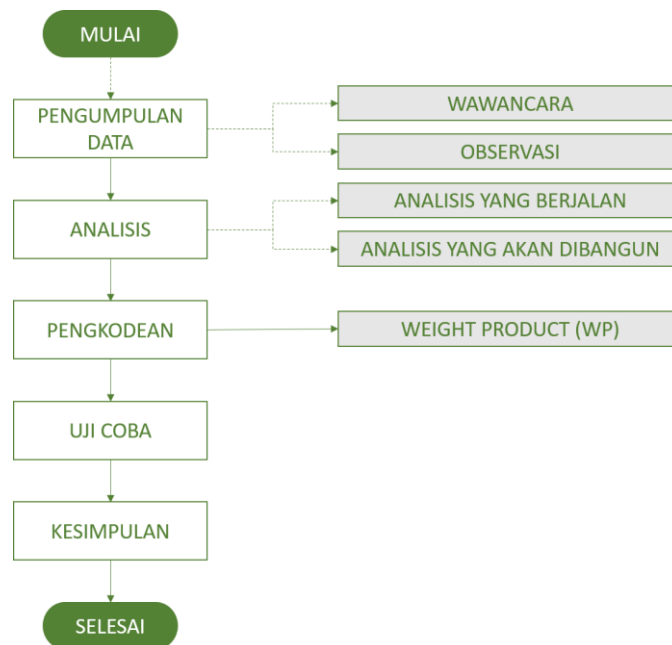 MULAI
PENGUMPULAN
DATA
WAWANCARA
OBSERVASI
ANALISIS
ANALISIS YANG BERJALAN
ANALISIS YANG AKAN DIBANGUN
PENGKODEAN
WEIGHT PRODUCT (WP)
UJI COBA
KESIMPULAN
SELESAI